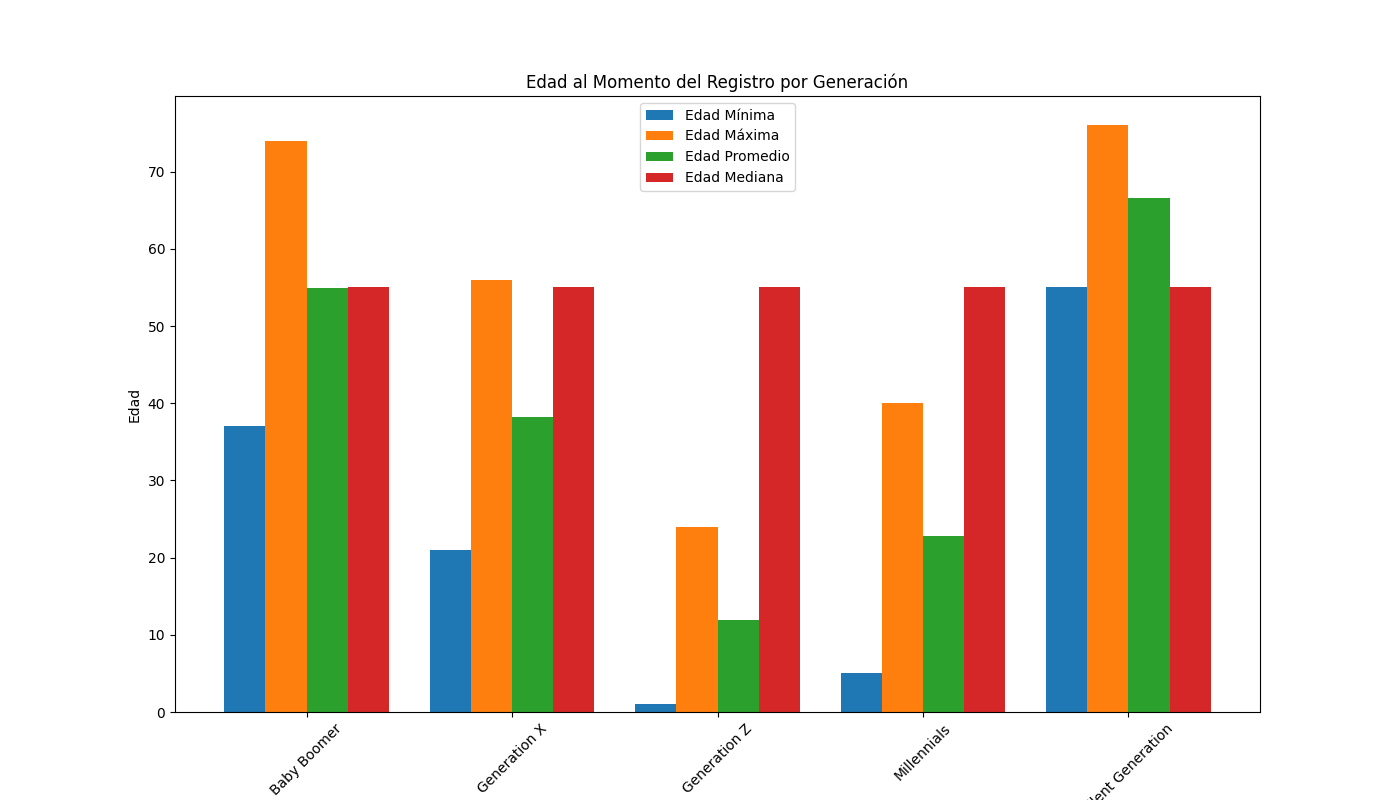 Edad al Momento del Registro por Generación
Edad Mínima
Edad Máxima
Edad Promedio
Edad Mediana
Edad
70
60
50
40
30
20
10
0
Baby Boomer
Generation X
Generation Z
Millennials
Generation